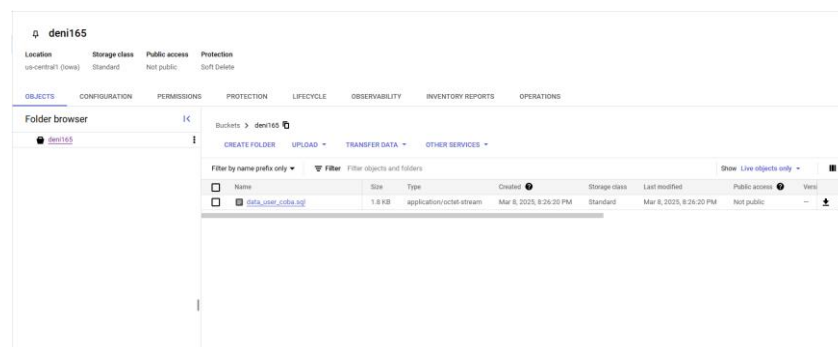 deni165
Location Storage class Public access Protection
us-central1 (Iowa) Standard Not public Soft Delete
OBJECTS CONFIGURATION PERMISSIONS PROTECTION LIFECYCLE OBSERVABILITY INVENTORY REPORTS OPERATIONS
Folder browser
deni165
Buckets > deni165
CREATE FOLDER UPLOAD TRANSFER DATA OTHER SERVICES
Filter by name prefix only Filter Filter objects and folders Show Live objects only
Name Size Type Created Storage class Last modified Public access Versi
data_user_coba.sql 1.8 KB application/octet-stream Mar 8, 2025, 8:26:20 PM Standard Mar 8, 2025, 8:26:20 PM Not public —